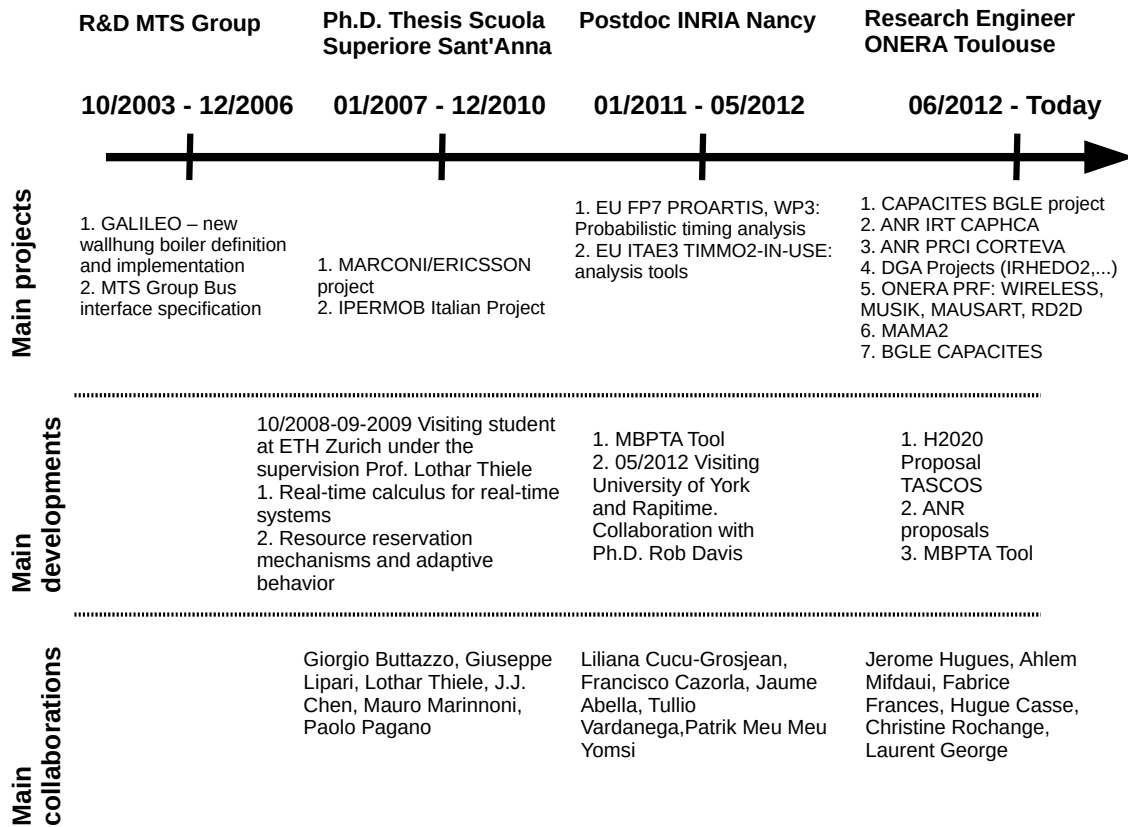 R&D MTS Group
Ph.D. Thesis Scuola
Superiore Sant'Anna
Postdoc INRIA Nancy
Research Engineer
ONERA Toulouse
10/2003 - 12/2006
01/2007 - 12/2010
01/2011 - 05/2012
06/2012 - Today
Main projects
1. GALILEO – new
wallhung boiler definition
and implementation
2. MTS Group Bus
interface specification
1. MARCONI/ERICSSON
project
2. IPERMOB Italian Project
1. EU FP7 PROARTIS, WP3:
Probabilistic timing analysis
2. EU ITAE3 TIMMO2-IN-USE:
analysis tools
1. CAPACITES BGLE project
2. ANR IRT CAPHCA
3. ANR PRCI CORTEVA
4. DGA Projects (IRHEDO2,...)
5. ONERA PRF: WIRELESS,
MUSIK, MAUSART, RD2D
6. MAMA2
7. BGLE CAPACITES
Main
developments
10/2008-09-2009 Visiting student
at ETH Zurich under the
supervision Prof. Lothar Thiele
1. Real-time calculus for real-time
systems
2. Resource reservation
mechanisms and adaptive
behavior
1. MBPTA Tool
2. 05/2012 Visiting
University of York
and Rapitime.
Collaboration with
Ph.D. Rob Davis
1. H2020
Proposal
TASCOS
2. ANR
proposals
3. MBPTA Tool
Main
collaborations
Giorgio Buttazzo, Giuseppe
Lipari, Lothar Thiele, J.J.
Chen, Mauro Marinnoni,
Paolo Pagano
Liliana Cucu-Grosjean,
Francisco Cazorla, Jaume
Abella, Tullio
Vardanega,Patrik Meu Meu
Yomsi
Jerome Hugues, Ahlem
Mifdaui, Fabrice
Frances, Hugue Casse,
Christine Rochange,
Laurent George